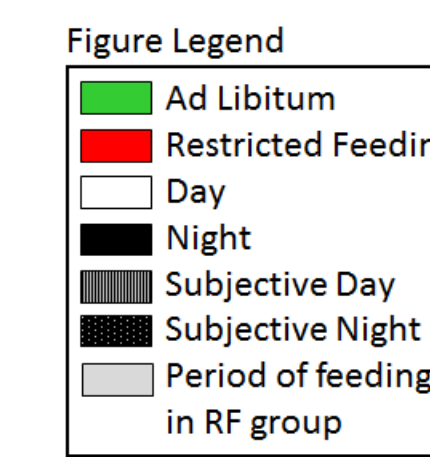 Figure Legend
Ad Libitum
Restricted Feedin
Day
Night
Subjective Day
Subjective Night
Period of feeding
in RF group